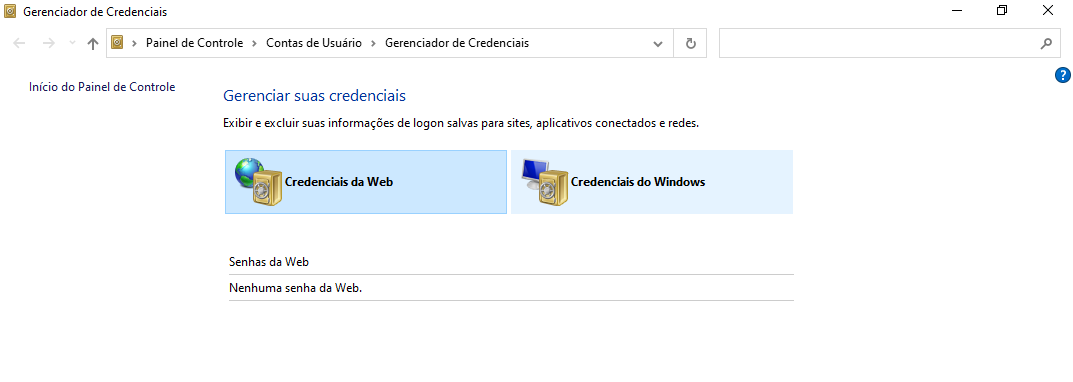 Gerenciador de Credenciais
Painel de Controle > Contas de Usuário > Gerenciador de Credenciais
?
Início do Painel de Controle
Gerenciar suas credenciais
Exibir e excluir suas informações de logon salvas para sites, aplicativos conectados e redes.
Credenciais da Web
Credenciais do Windows
Senhas da Web
Nenhuma senha da Web.